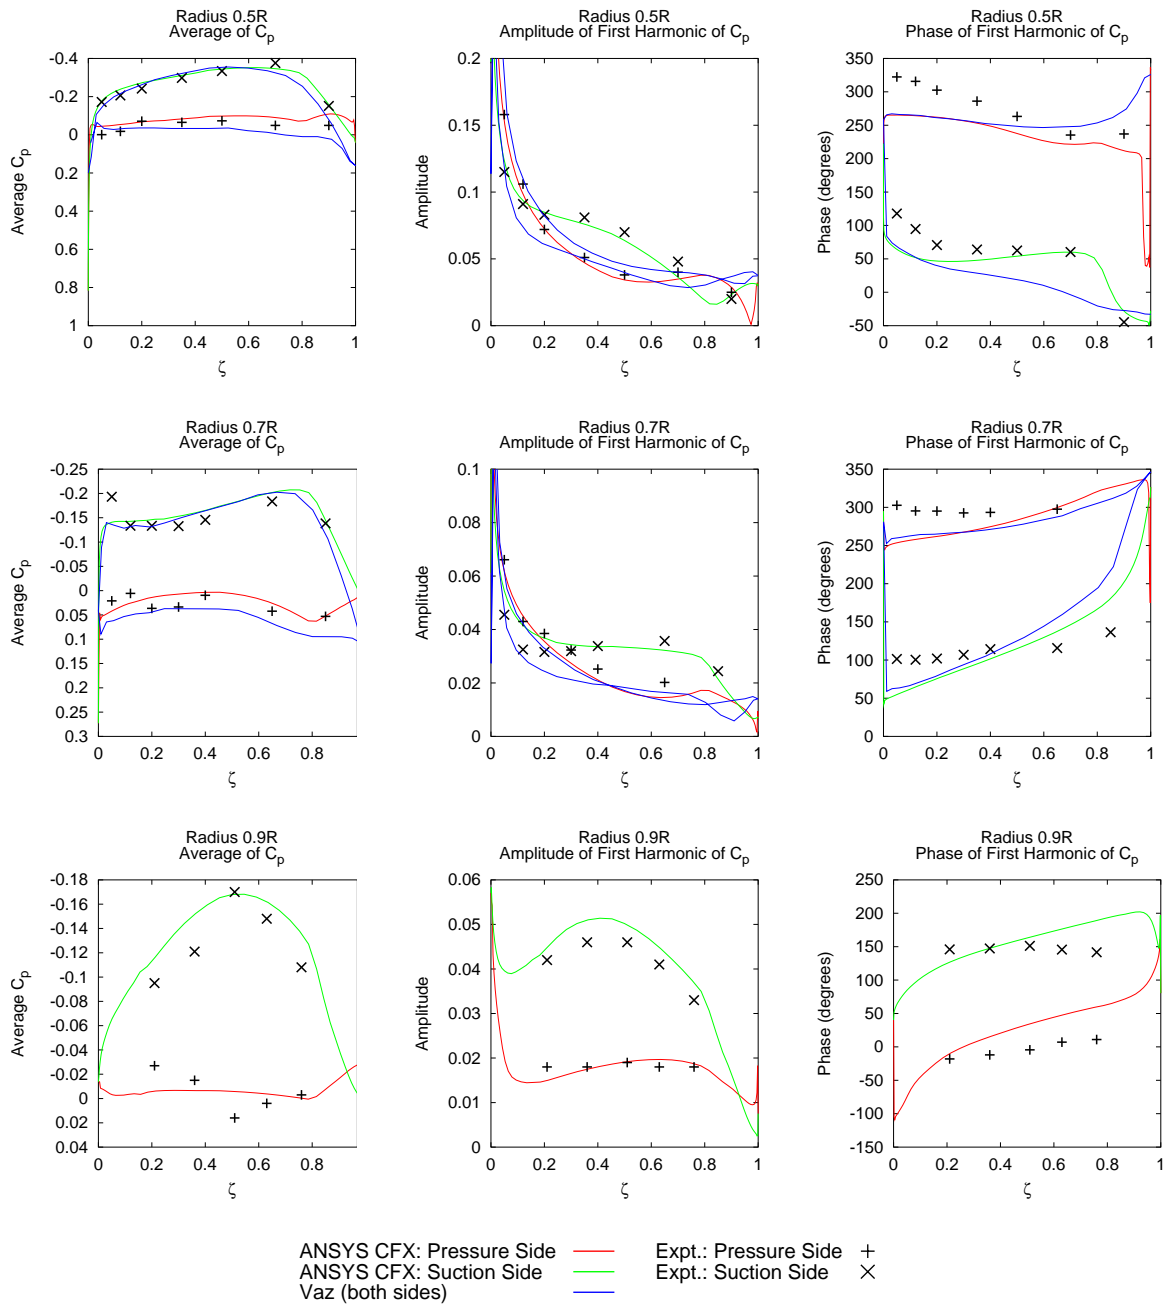 Radius 0.5R
Average of Cp
-0.4
-0.2
0
0.2
0.4
0.6
0.8
1
0 0.2 0.4 0.6 0.8 1
Average Cp
ζ
Radius 0.5R
Amplitude of First Harmonic of Cp
0.2
0.15
0.1
0.05
0
0 0.2 0.4 0.6 0.8 1
Amplitude
ζ
Radius 0.5R
Phase of First Harmonic of Cp
350
300
250
200
150
100
50
0
-50
0 0.2 0.4 0.6 0.8 1
Phase (degrees)
ζ
Radius 0.7R
Average of Cp
-0.25
-0.2
-0.15
-0.1
-0.05
0
0.05
0.1
0.15
0.2
0.25
0.3
0 0.2 0.4 0.6 0.8
Average Cp
ζ
Radius 0.7R
Amplitude of First Harmonic of Cp
0.1
0.08
0.06
0.04
0.02
0
0 0.2 0.4 0.6 0.8 1
Amplitude
ζ
Radius 0.7R
Phase of First Harmonic of Cp
350
300
250
200
150
100
50
0
0 0.2 0.4 0.6 0.8 1
Phase (degrees)
ζ
Radius 0.9R
Average of Cp
-0.18
-0.16
-0.14
-0.12
-0.1
-0.08
-0.06
-0.04
-0.02
0
0.02
0.04
0 0.2 0.4 0.6 0.8
Average Cp
ζ
Radius 0.9R
Amplitude of First Harmonic of Cp
0.06
0.05
0.04
0.03
0.02
0.01
0
0 0.2 0.4 0.6 0.8 1
Amplitude
ζ
Radius 0.9R
Phase of First Harmonic of Cp
250
200
150
100
50
0
-50
-100
-150
0 0.2 0.4 0.6 0.8 1
Phase (degrees)
ζ
ANSYS CFX: Pressure Side
ANSYS CFX: Suction Side
Vaz (both sides)
Expt.: Pressure Side
Expt.: Suction Side